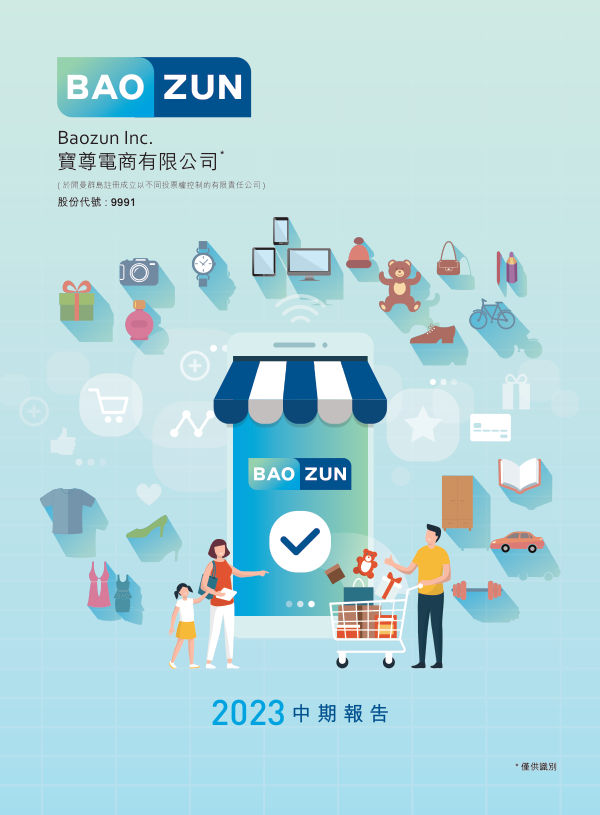 BAO ZUN
Baozun Inc.
寶尊電商有限公司*
( 於開曼群島註冊成立以不同投票權控制的有限責任公司 )
股份代號 : 9991
BAO ZUN
2023 中期報告
* 僅供識別